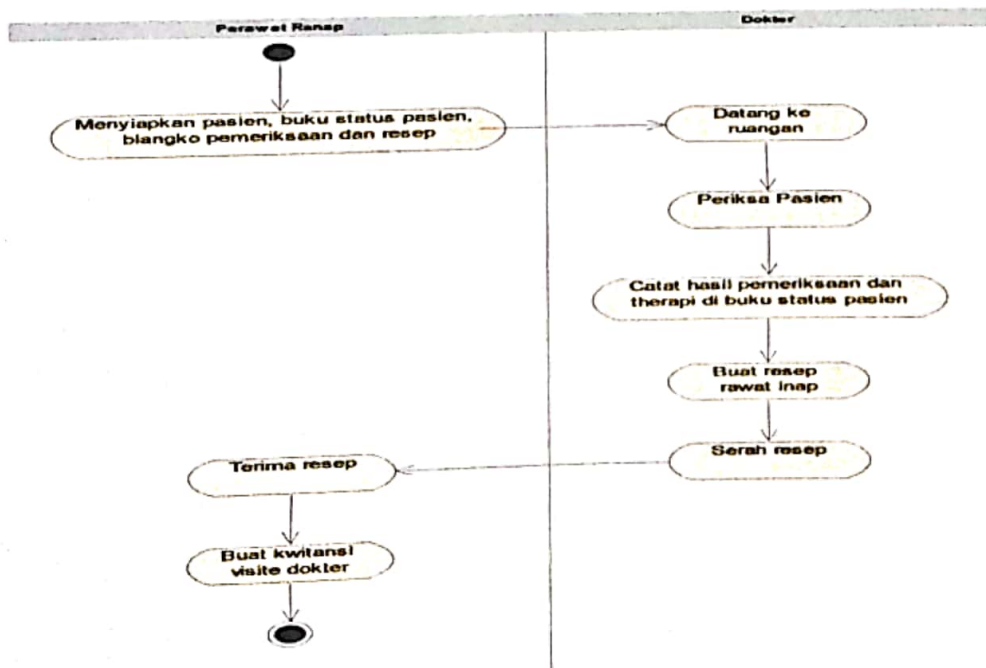 Perawat Ranap
Dokter
Menyiapkan pasien, buku status pasien,
blangko pemeriksaan dan resep
Datang ke
ruangan
Periksa Pasien
Catat hasil pemeriksaan dan
therapi di buku status pasien
Buat resep
rawat inap
Serah resep
Terima resep
Buat kwitansi
visite dokter